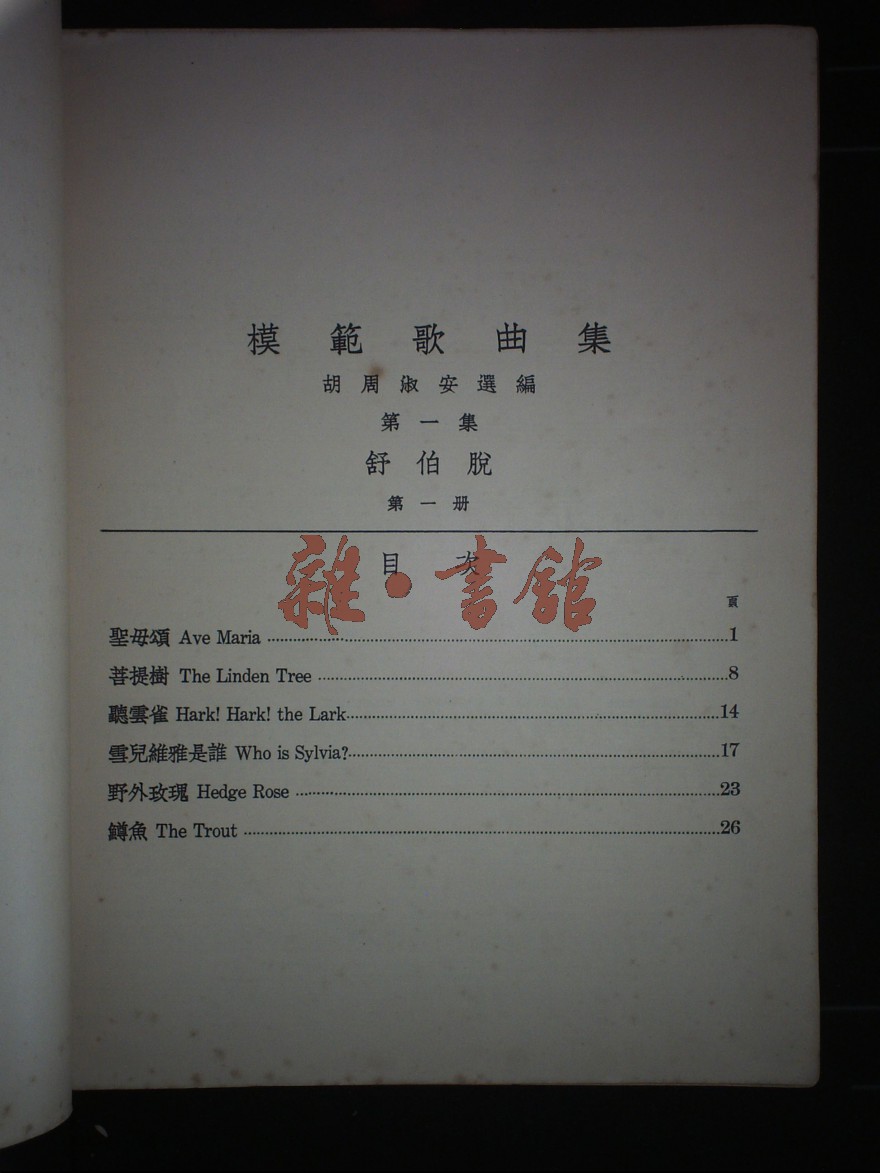 模範歌曲集
胡周淑安選編
第一集
舒伯脫
第一册
目次
雜·書館
頁
聖母頌 Ave Maria 1
菩提樹 The Linden Tree 8
聽雲雀 Hark! Hark! the Lark 14
雪兒維雅是誰 Who is Sylvia? 17
野外玫瑰 Hedge Rose 23
鱒魚 The Trout 26